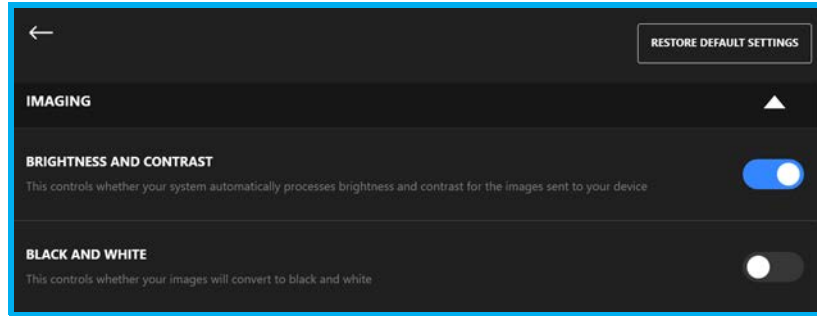 RESTORE DEFAULT SETTINGS
IMAGING
BRIGHTNESS AND CONTRAST
This controls whether your system automatically processes brightness and contrast for the images sent to your device
BLACK AND WHITE
This controls whether your images will convert to black and white